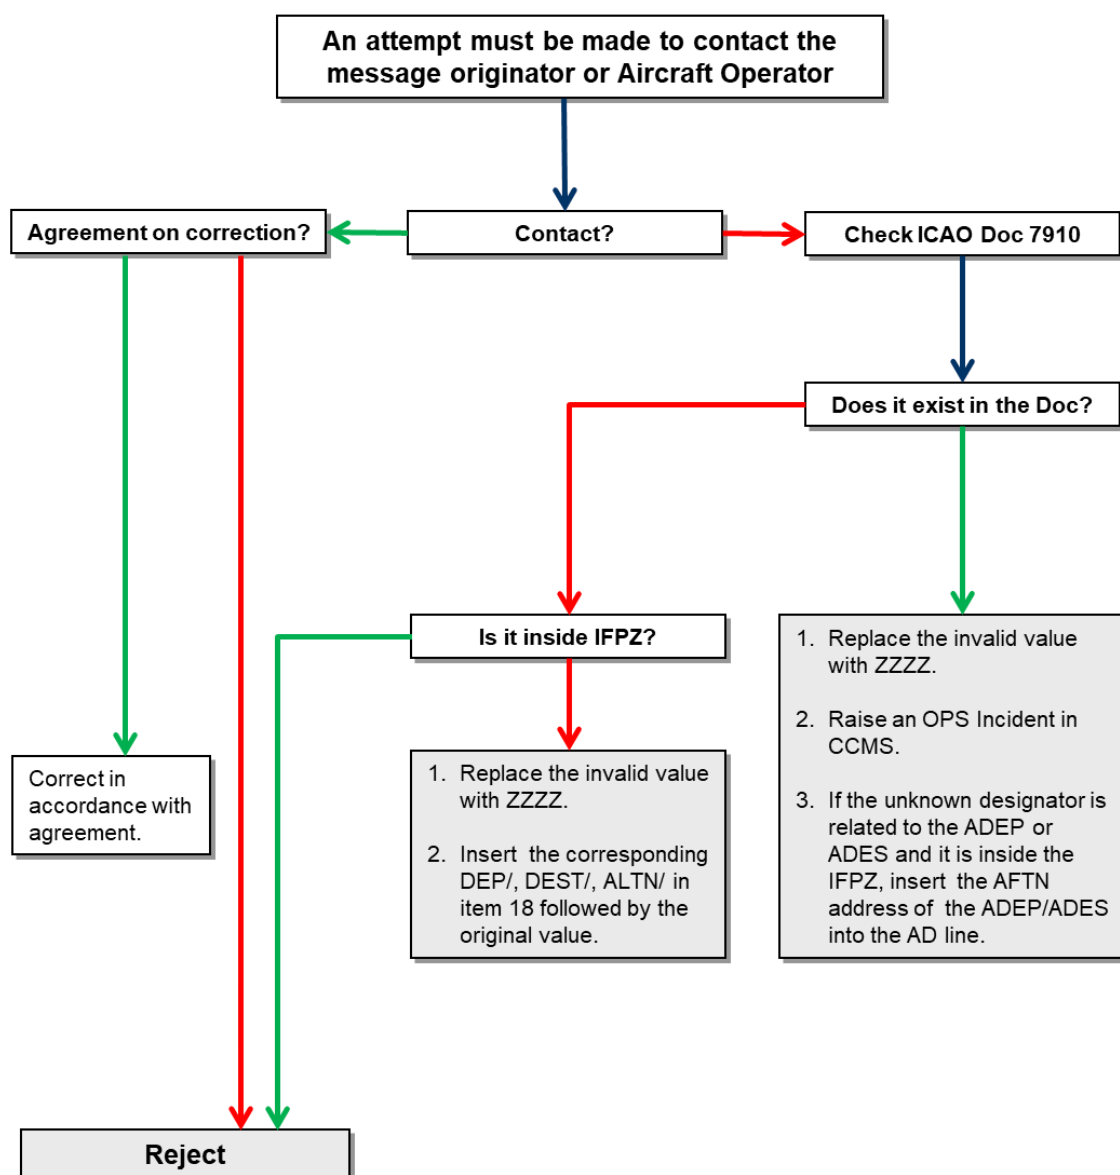 An attempt must be made to contact the
message originator or Aircraft Operator
Agreement on correction?
Contact?
Check ICAO Doc 7910
Does it exist in the Doc?
Is it inside IFPZ?
1. Replace the invalid value
with ZZZZ.
2. Raise an OPS Incident in
CCMS.
3. If the unknown designator is
related to the ADEP or
ADES and it is inside the
IFPZ, insert the AFTN
address of the ADEP/ADES
into the AD line.
Correct in
accordance with
agreement.
1. Replace the invalid value
with ZZZZ.
2. Insert the corresponding
DEP/, DEST/, ALTN/ in
item 18 followed by the
original value.
Reject